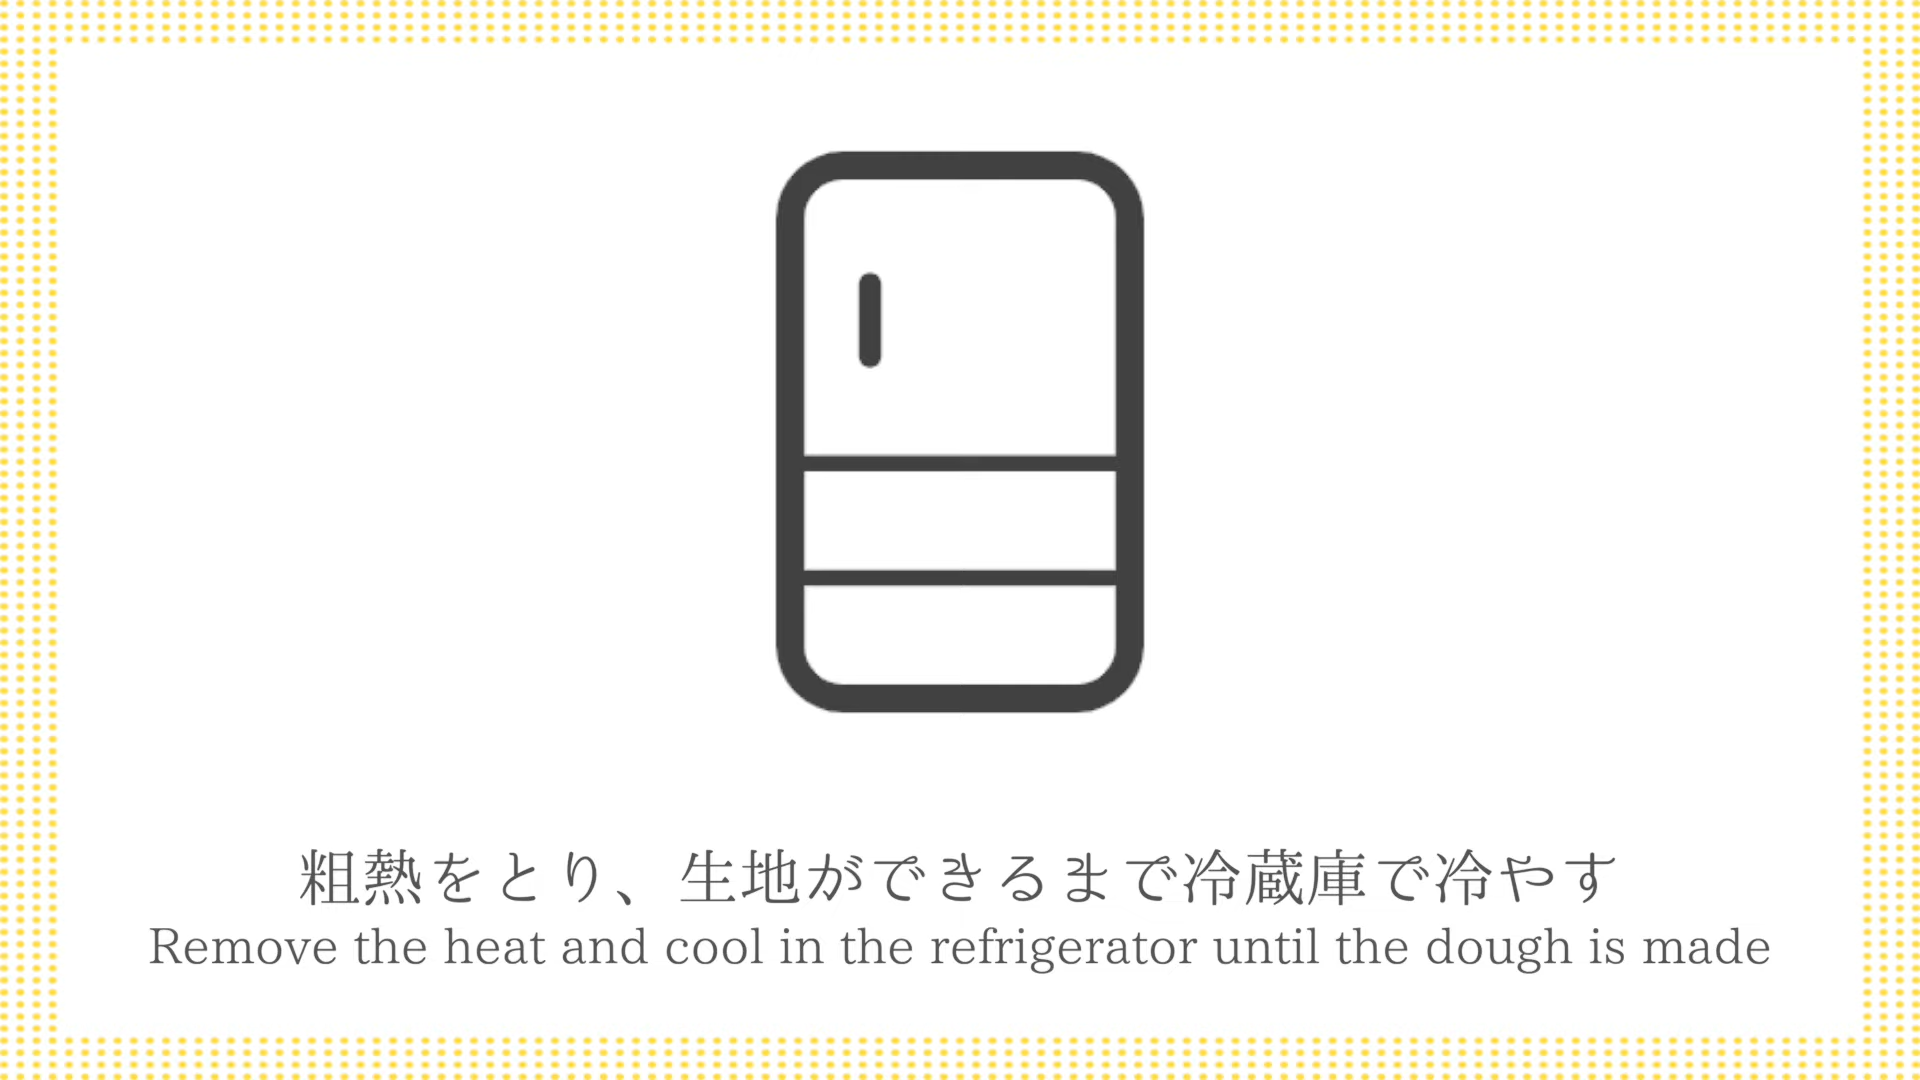 粗熱をとり、生地ができるまで冷蔵庫で冷やす
Remove the heat and cool in the refrigerator until the dough is made